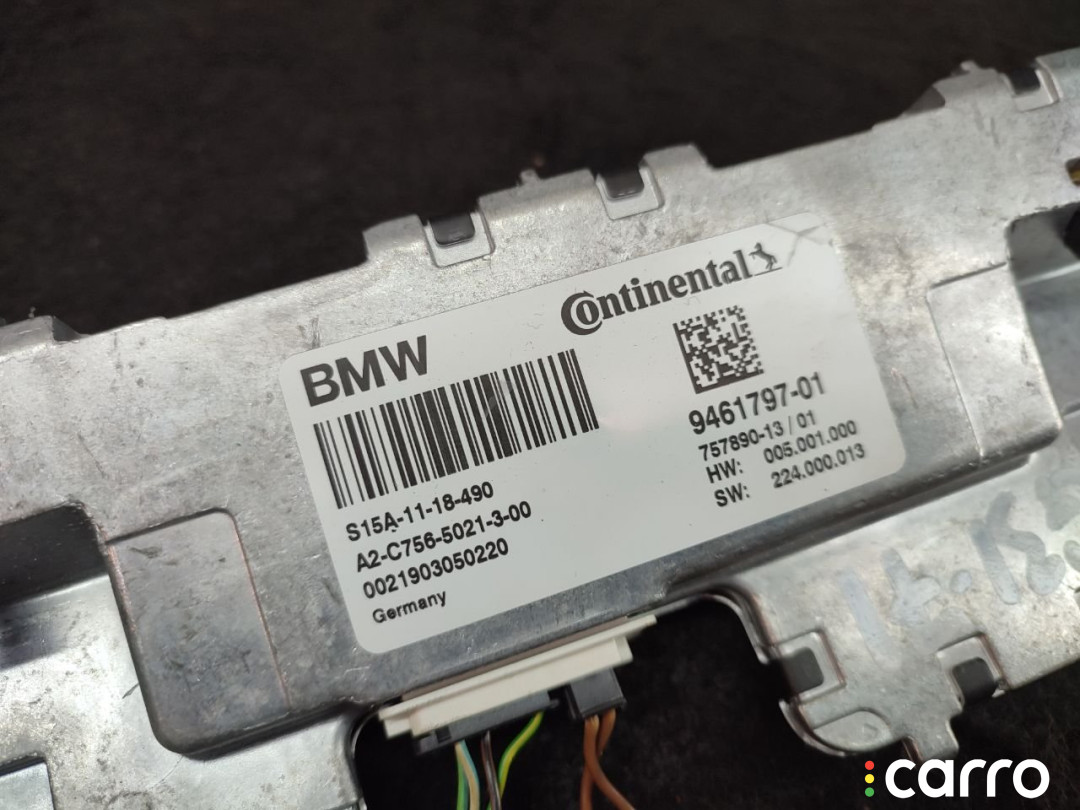 BMW
Continental
S15A-11-18-490
A2-C756-5021-3-00
0021903050220
Germany
9461797-01
757890-13 / 01
HW: 005.001.000
SW: 224.000.013
carro